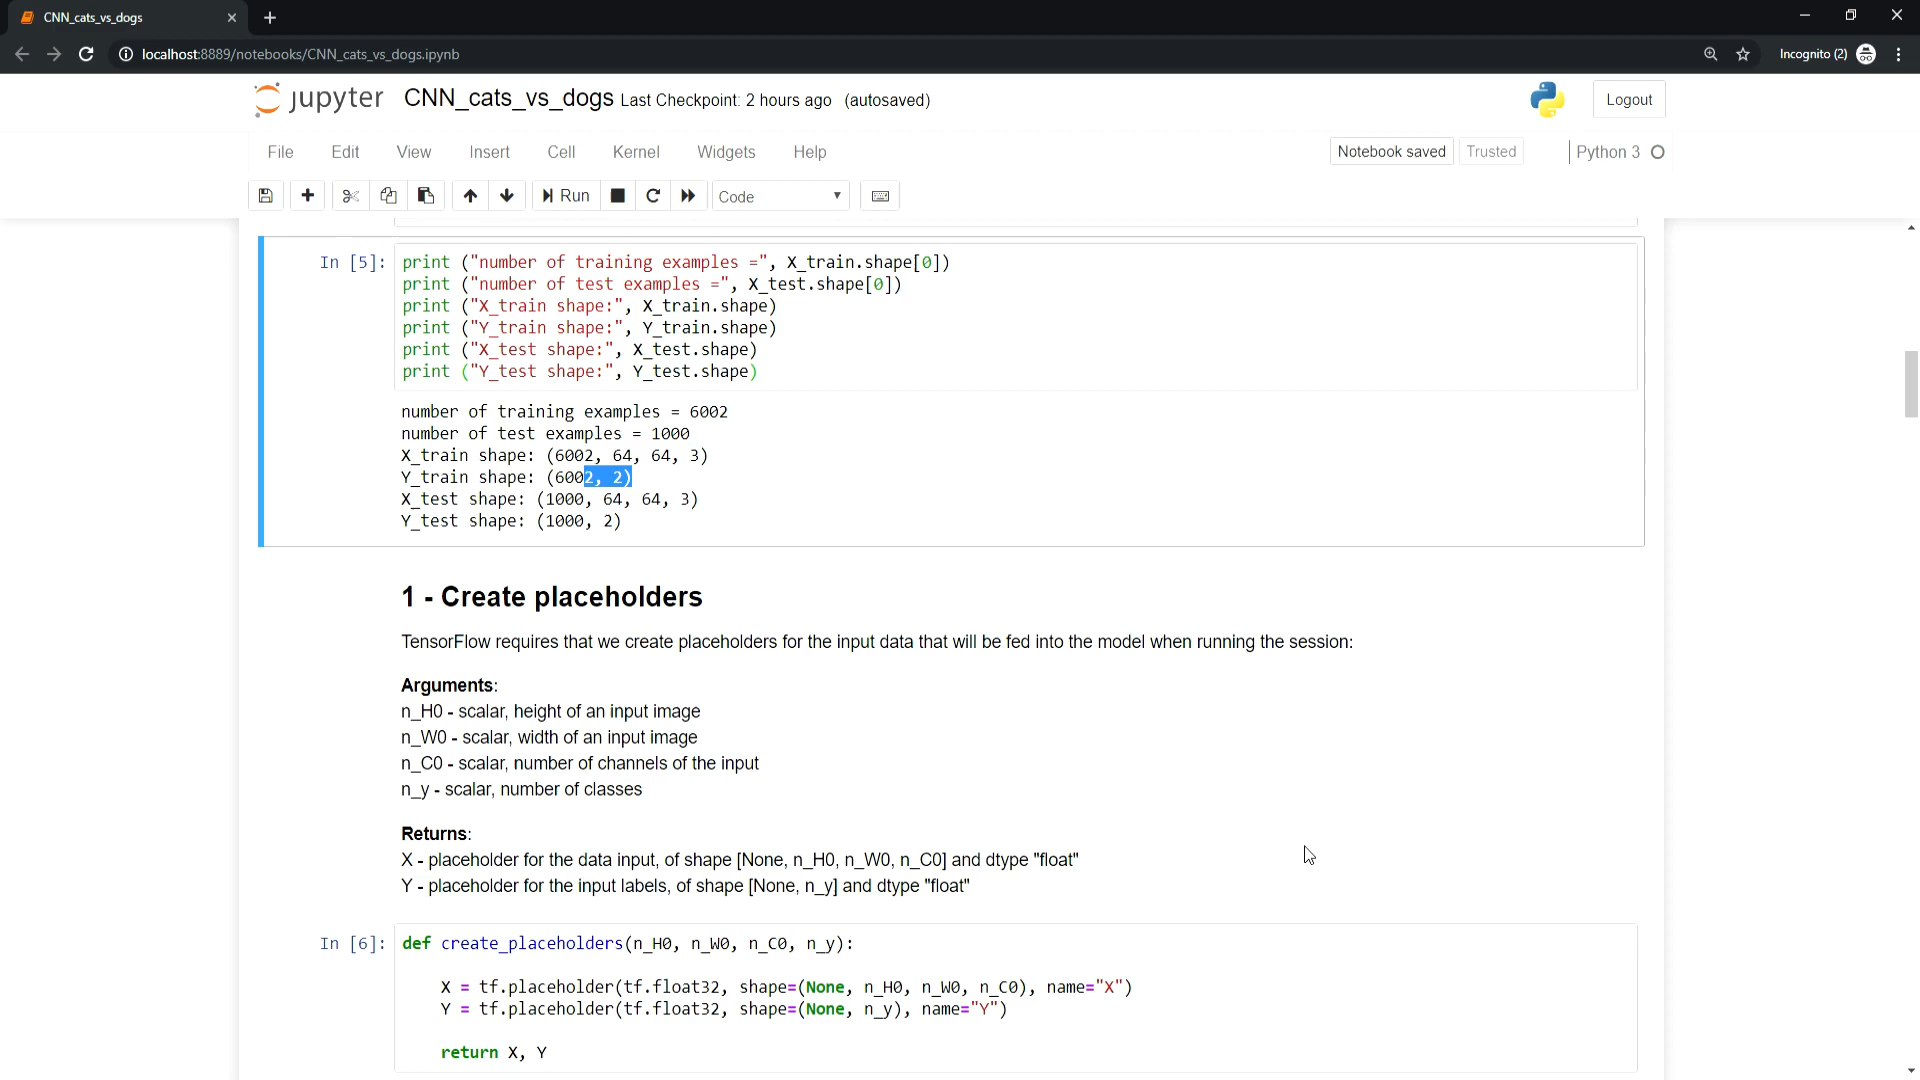 CNN_cats_vs_dogs
localhost:8889/notebooks/CNN_cats_vs_dogs.ipynb
Incognito (2)
jupyter CNN_cats_vs_dogs Last Checkpoint: 2 hours ago (autosaved)
Logout
File Edit View Insert Cell Kernel Widgets Help
Notebook saved Trusted Python 3
Run Code
In [5]: print ("number of training examples =", X_train.shape[0])
print ("number of test examples =", X_test.shape[0])
print ("X_train shape:", X_train.shape)
print ("Y_train shape:", Y_train.shape)
print ("X_test shape:", X_test.shape)
print ("Y_test shape:", Y_test.shape)
number of training examples = 6002
number of test examples = 1000
X_train shape: (6002, 64, 64, 3)
Y_train shape: (6002, 2)
X_test shape: (1000, 64, 64, 3)
Y_test shape: (1000, 2)
1 - Create placeholders
TensorFlow requires that we create placeholders for the input data that will be fed into the model when running the session:
Arguments:
n_H0 - scalar, height of an input image
n_W0 - scalar, width of an input image
n_C0 - scalar, number of channels of the input
n_y - scalar, number of classes
Returns:
X - placeholder for the data input, of shape [None, n_H0, n_W0, n_C0] and dtype "float"
Y - placeholder for the input labels, of shape [None, n_y] and dtype "float"
In [6]: def create_placeholders(n_H0, n_W0, n_C0, n_y):
X = tf.placeholder(tf.float32, shape=(None, n_H0, n_W0, n_C0), name="X")
Y = tf.placeholder(tf.float32, shape=(None, n_y), name="Y")
return X, Y